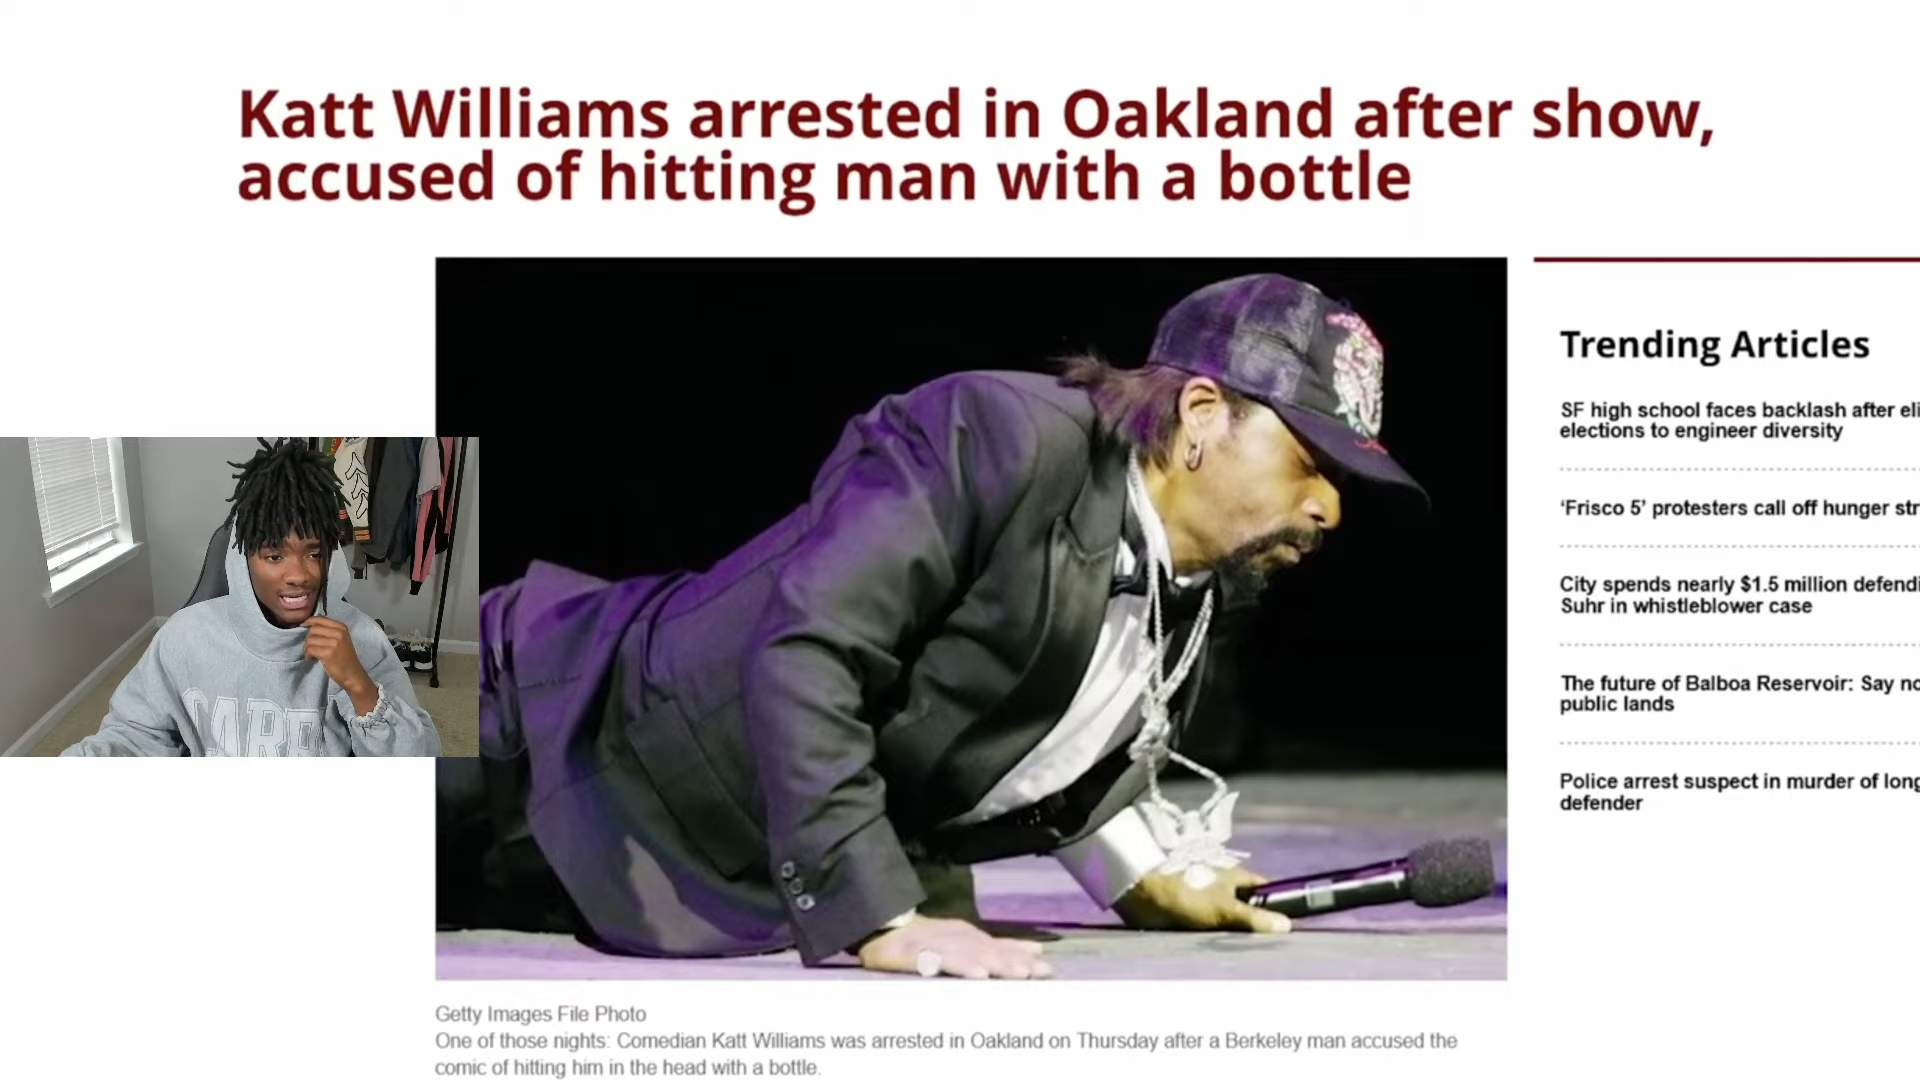 Katt Williams arrested in Oakland after show,
accused of hitting man with a bottle
Trending Articles
SF high school faces backlash after
elections to engineer diversity
‘Frisco 5’ protesters call off hunger
City spends nearly $1.5 million
Suhr in whistleblower case
The future of Balboa Reservoir: Say
public lands
Police arrest suspect in murder of
defender
Getty Images File Photo
One of those nights: Comedian Katt Williams was arrested in Oakland on Thursday after a Berkeley man accused the
comic of hitting him in the head with a bottle.